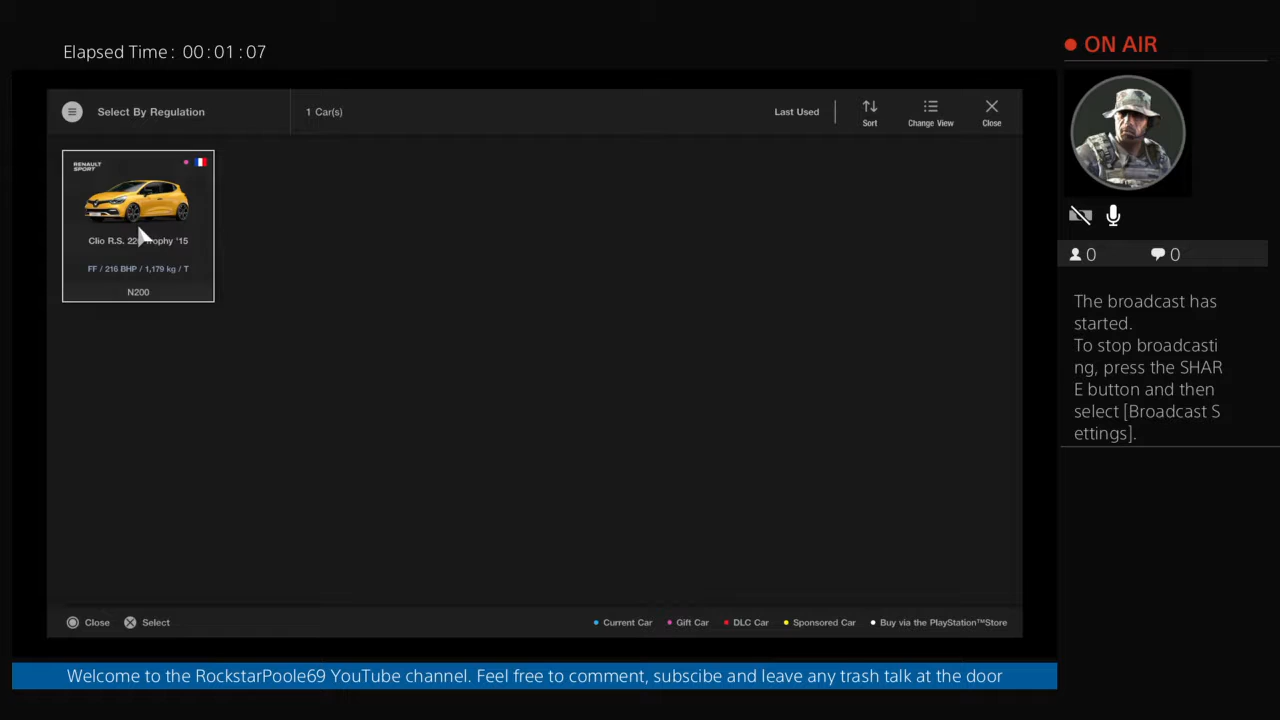 Elapsed Time: 00:01:07
ON AIR
Select By Regulation
1 Car(s)
Last Used
Sort
Change View
Close
RENAULT
SPORT
Clio R.S. 220 Trophy '15
FF / 216 BHP / 1,179 kg / T
N200
0
0
The broadcast has
started.
To stop broadcasti
ng, press the SHAR
E button and then
select [Broadcast S
ettings].
Close
Select
Current Car
Gift Car
DLC Car
Sponsored Car
Buy via the PlayStation™Store
Welcome to the RockstarPoole69 YouTube channel. Feel free to comment, subscibe and leave any trash talk at the door